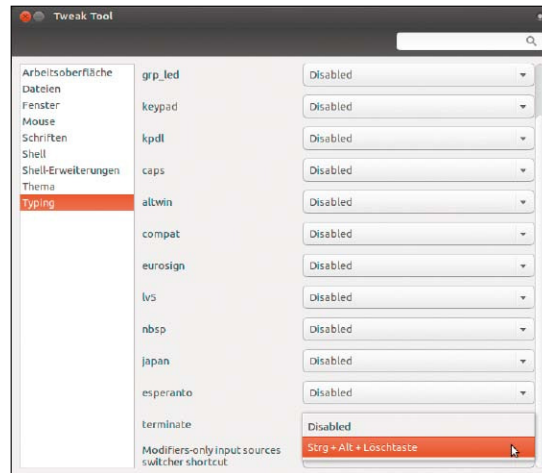 Tweak Tool
Arbeitsoberfläche
Dateien
Fenster
Mouse
Schriften
Shell
Shell-Erweiterungen
Thema
Typing
grp_led Disabled
keypad Disabled
kpdl Disabled
caps Disabled
altwin Disabled
compat Disabled
eurosign Disabled
lv5 Disabled
nbsp Disabled
japan Disabled
esperanto Disabled
terminate Disabled
Strg + Alt + Löschtaste
Modifiers-only input sources
switcher shortcut